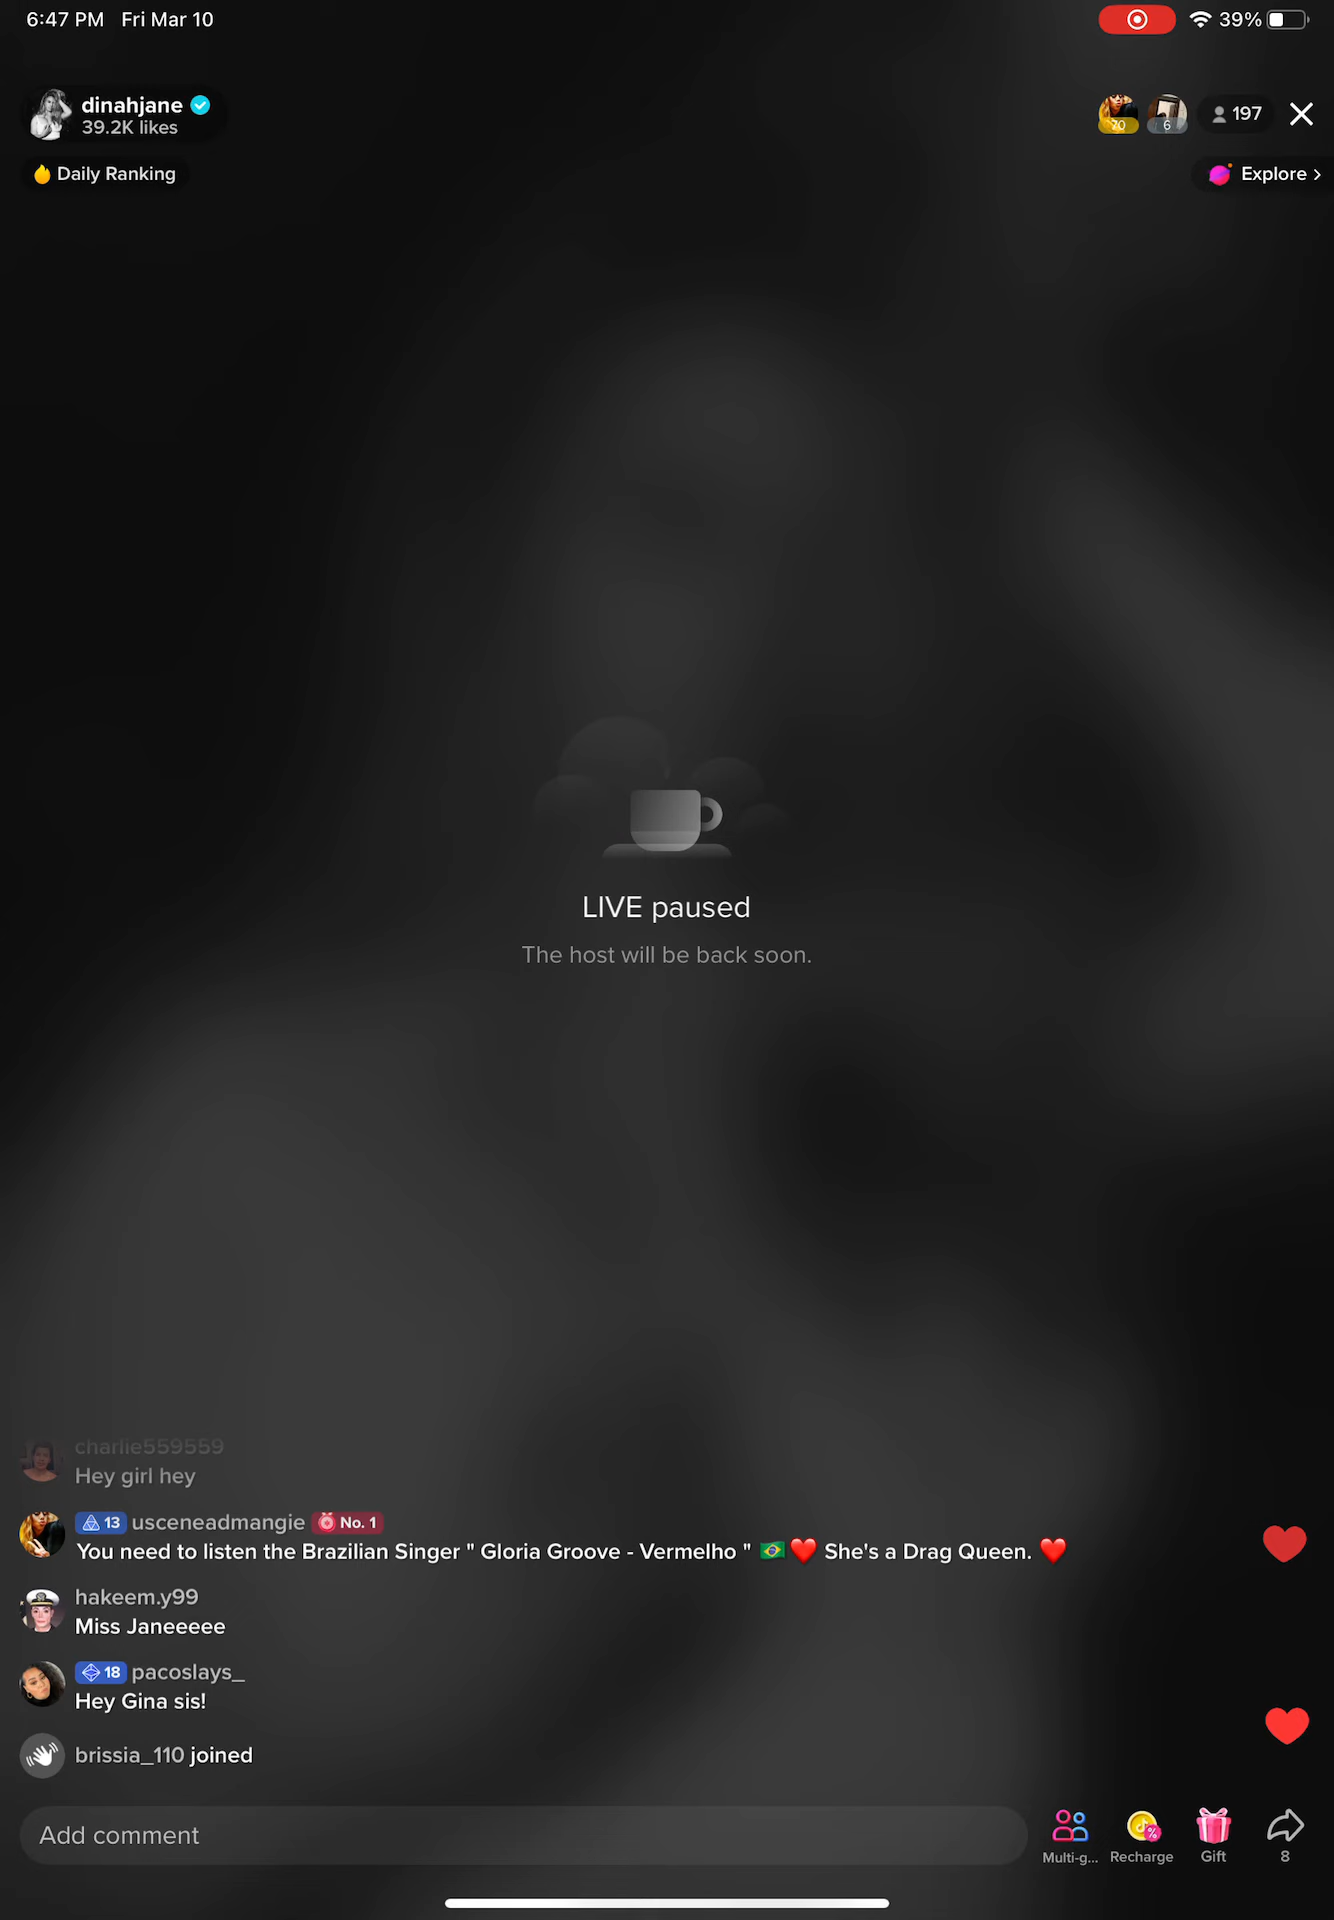 6:47 PM Fri Mar 10
39%
dinahjane
39.2K likes
20
6
197
Daily Ranking
Explore >
LIVE paused
The host will be back soon.
charlie559559
Hey girl hey
13 usceneadmangie No. 1
You need to listen the Brazilian Singer " Gloria Groove - Vermelho " 🇧🇷❤️ She's a Drag Queen. ❤️
hakeem.y99
Miss Janeeeee
18 pacoslays_
Hey Gina sis!
brissia_110 joined
Add comment
Multi-g...
Recharge
Gift
8